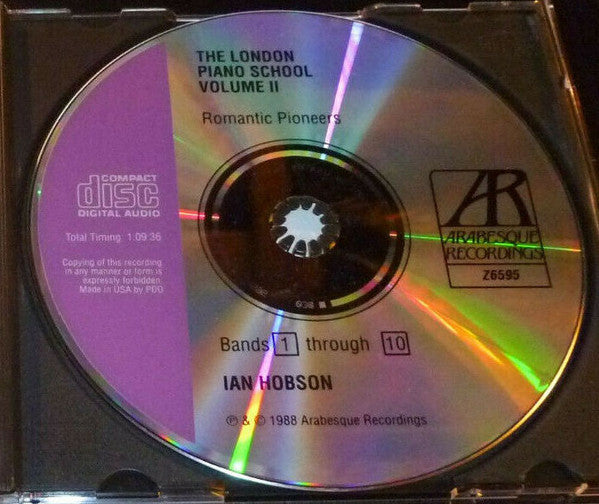 THE LONDON
PIANO SCHOOL
VOLUME II
Romantic Pioneers
COMPACT
disc
DIGITAL AUDIO
AR
ARABESQUE
RECORDINGS
Z6595
Total Timing: 1:09:36
Copying of this recording
in any manner or form is
expressly forbidden.
Made in USA by PDO
Bands 1 through 10
IAN HOBSON
℗ & © 1988 Arabesque Recordings